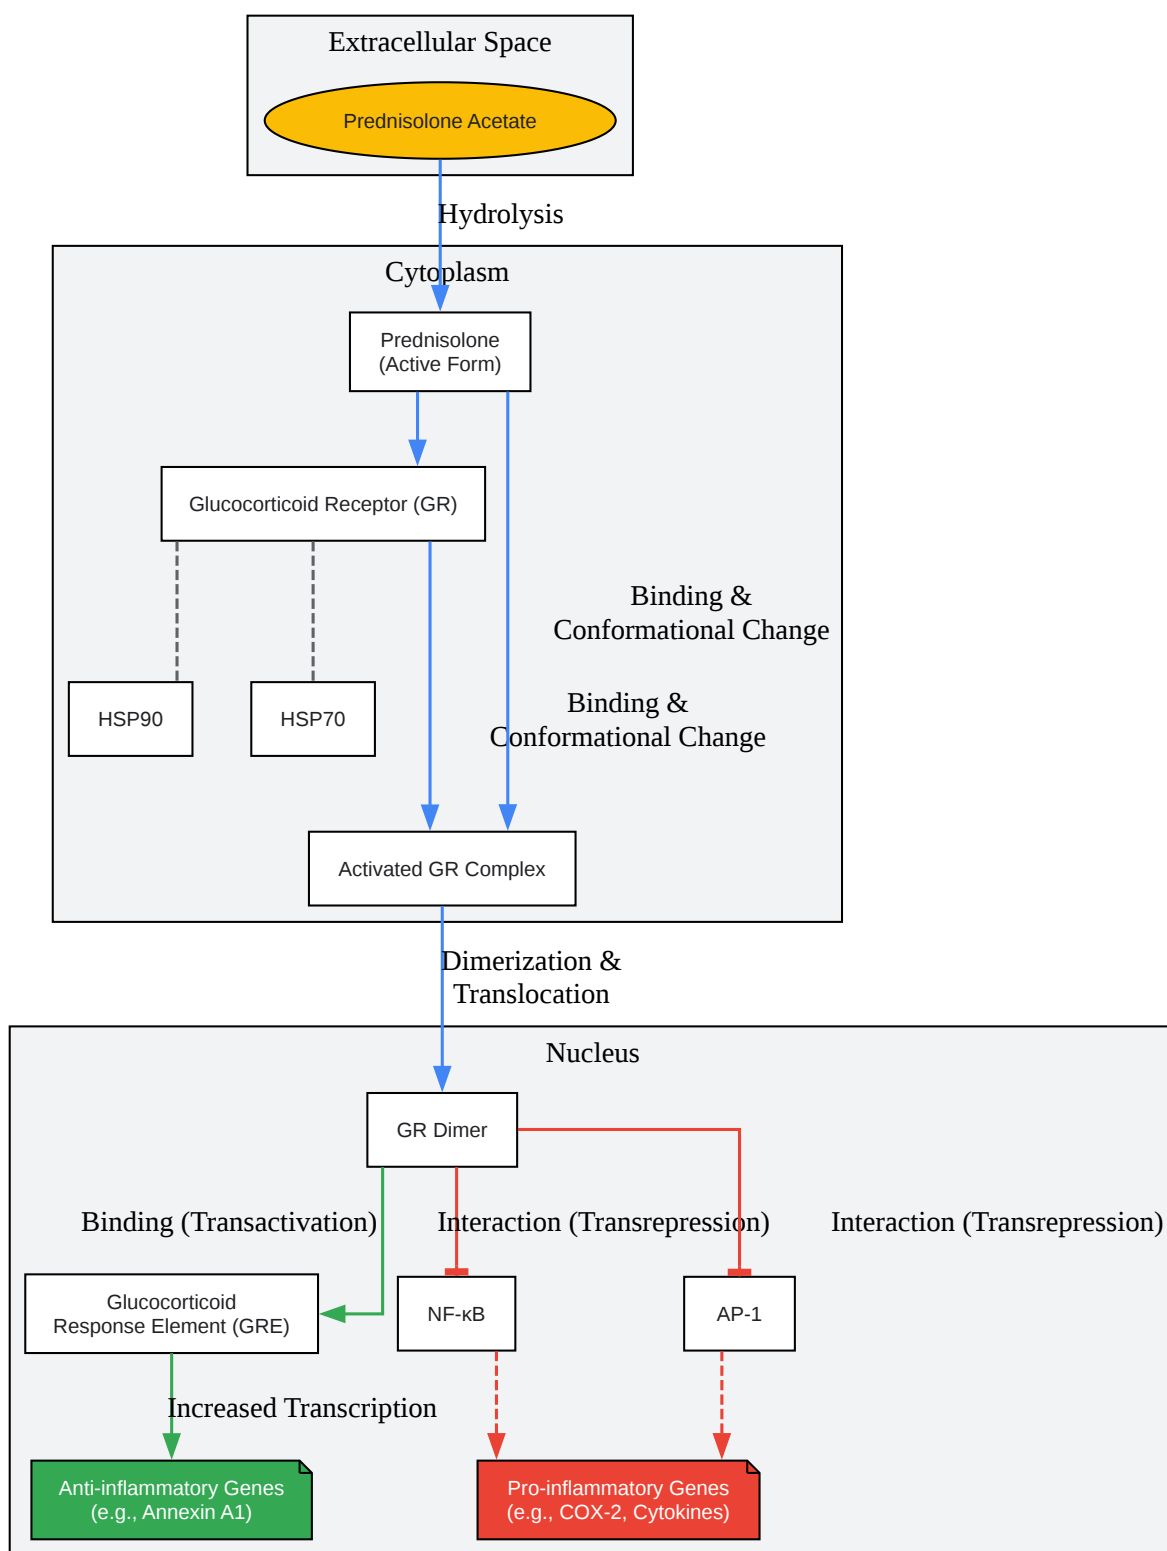 Extracellular Space
Prednisolone Acetate
Hydrolysis
Cytoplasm
Prednisolone
(Active Form)
Glucocorticoid Receptor (GR)
Binding &
Conformational Change
HSP90
HSP70
Binding &
Conformational Change
Activated GR Complex
Dimerization &
Translocation
Nucleus
GR Dimer
Binding (Transactivation)
Interaction (Transrepression)
Interaction (Transrepression)
Glucocorticoid
Response Element (GRE)
NF-κB
AP-1
Increased Transcription
Anti-inflammatory Genes
(e.g., Annexin A1)
Pro-inflammatory Genes
(e.g., COX-2, Cytokines)